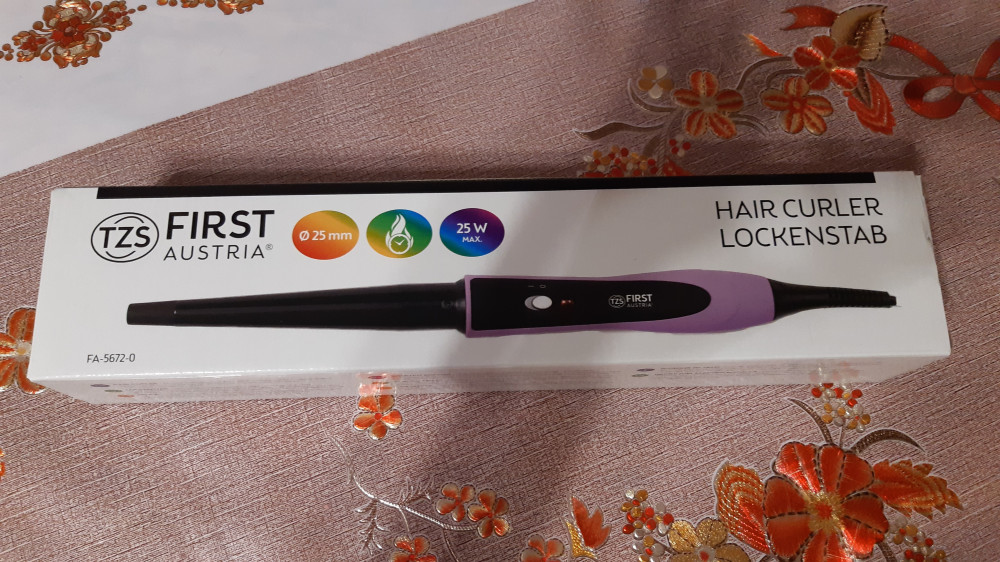 TZS FIRST
AUSTRIA®
Ø 25 mm
25 W
MAX.
HAIR CURLER
LOCKENSTAB
I O
TZS FIRST
AUSTRIA
FA-5672-0